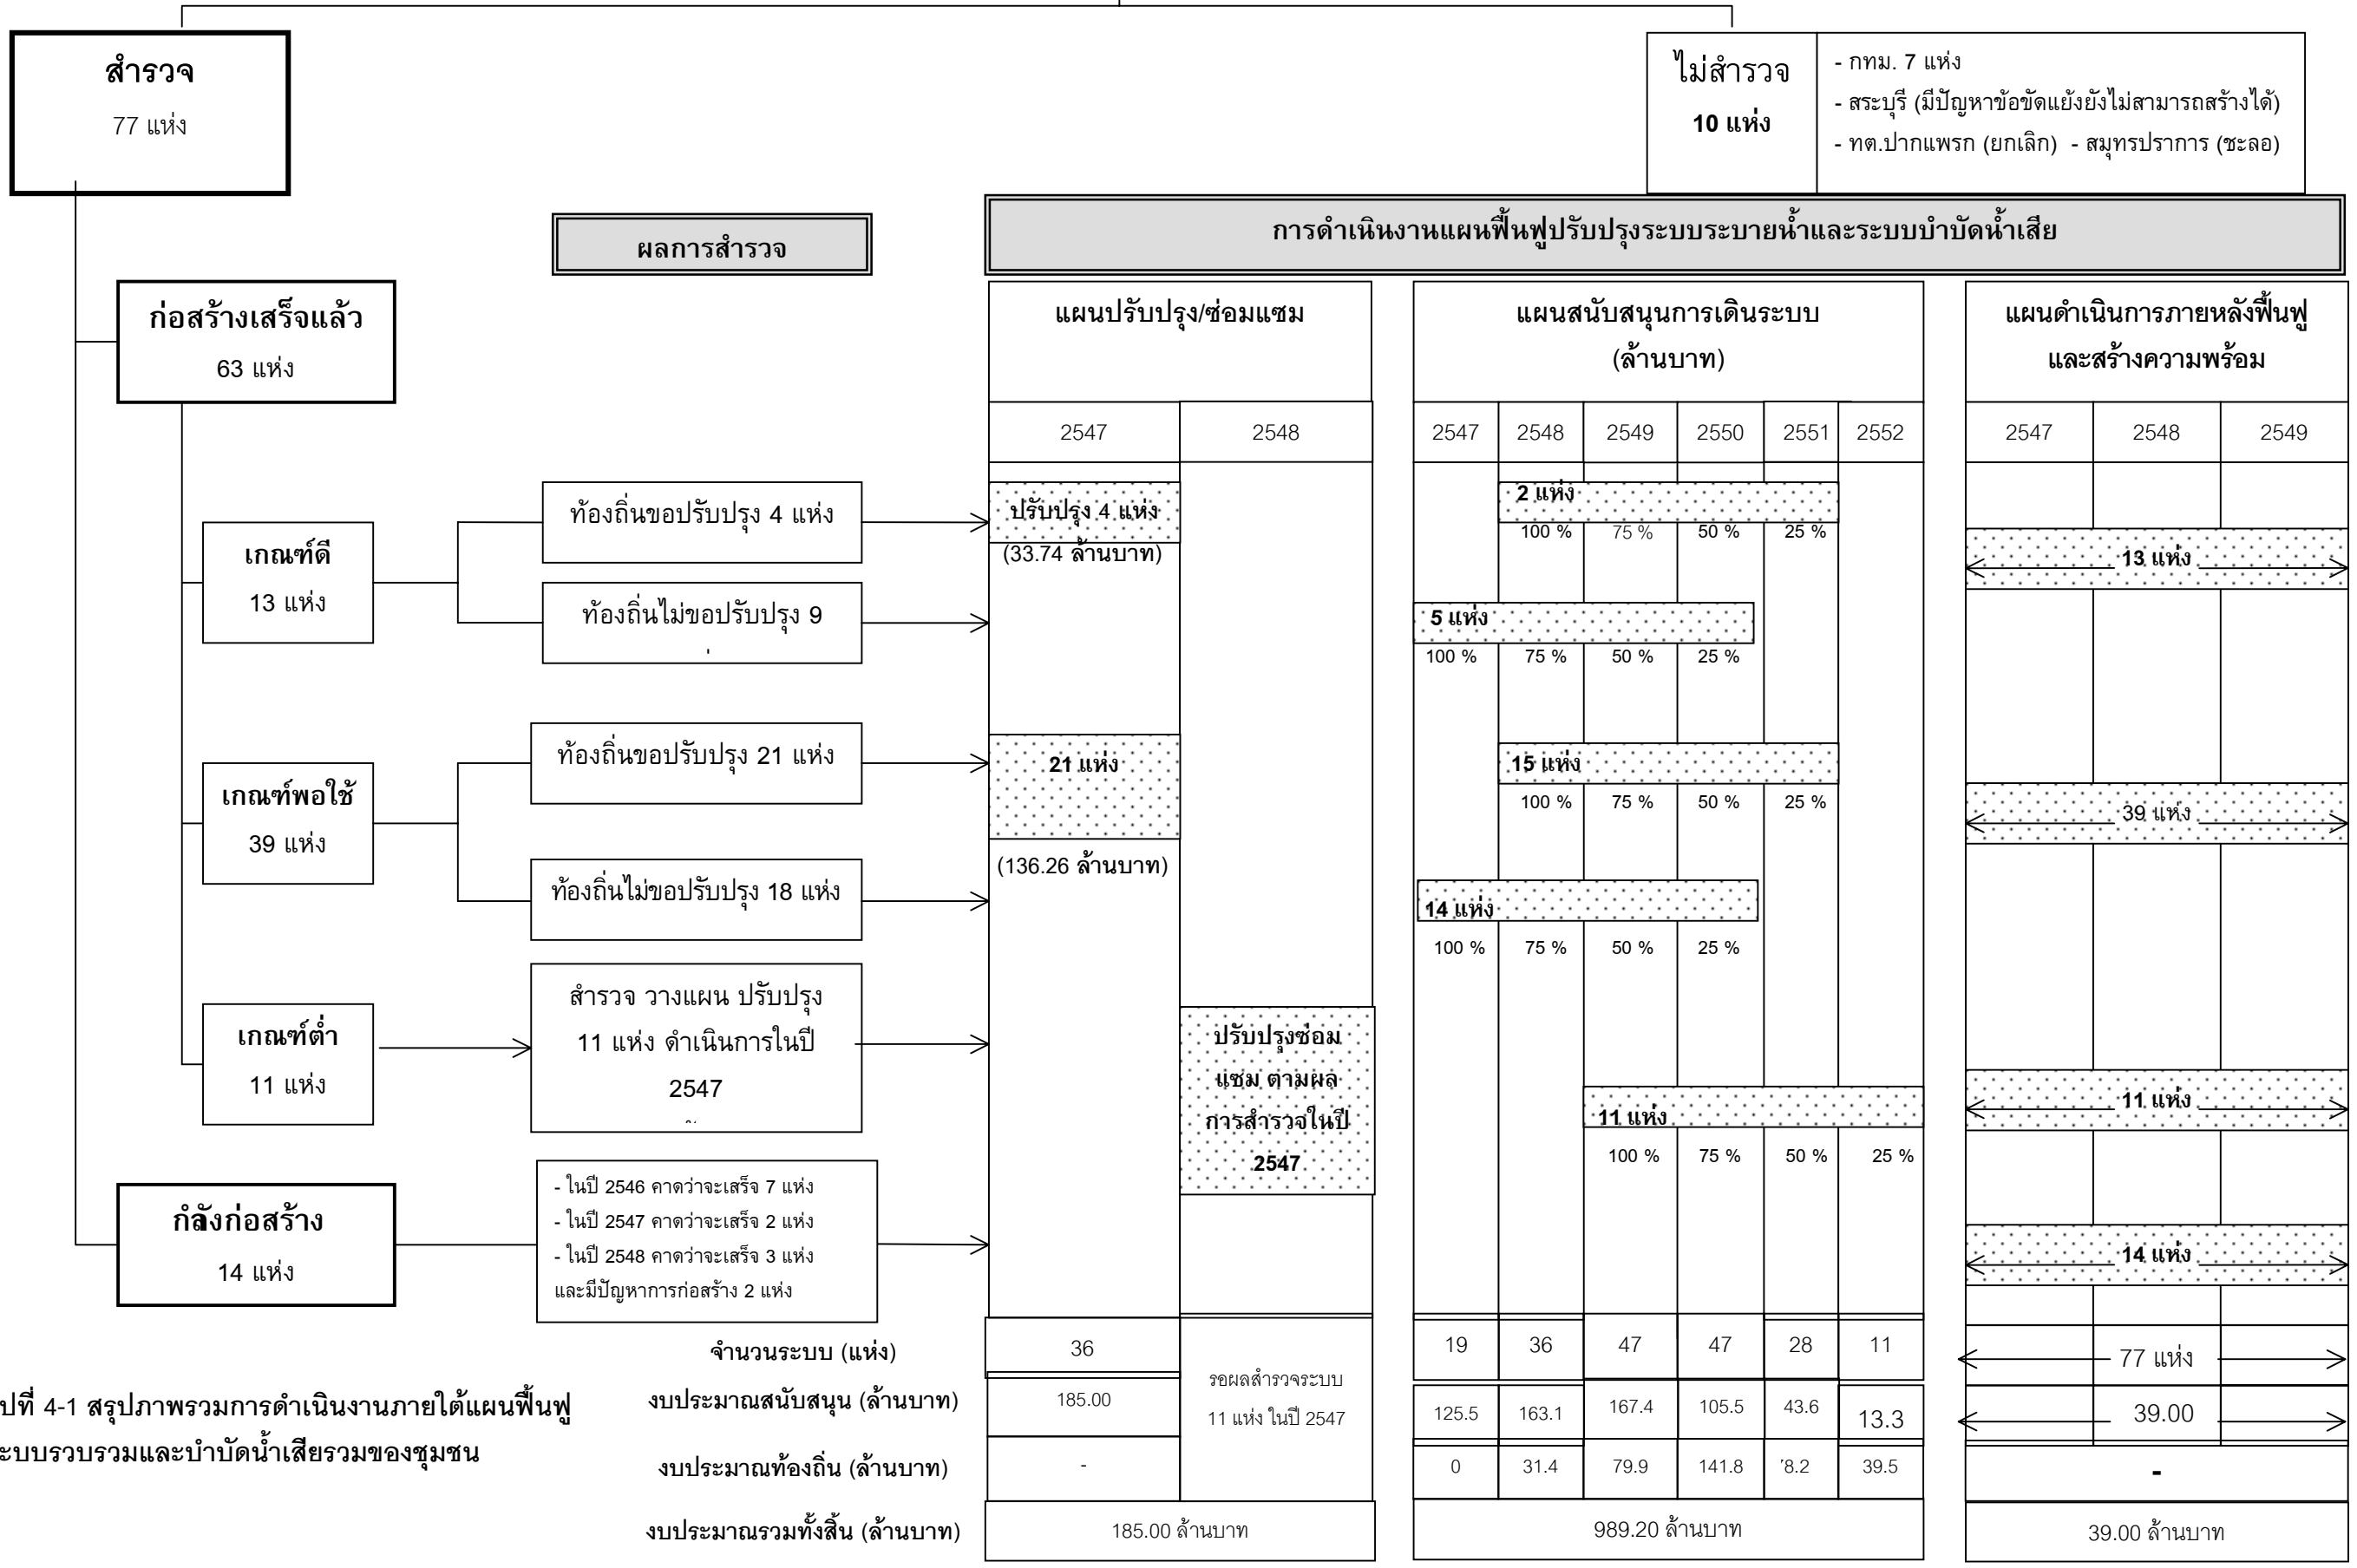 สำรวจ
77 แห่ง
ไม่สำรวจ
10 แห่ง
- กทม. 7 แห่ง
- สระบุรี (มีปัญหาข้อขัดแย้งยังไม่สามารถสร้างได้)
- ทต.ปากแพรก (ยกเลิก) - สมุทรปราการ (ชะลอ)
ผลการสำรวจ
การดำเนินงานแผนฟื้นฟูปรับปรุงระบบระบายน้ำและระบบบำบัดน้ำเสีย
ก่อสร้างเสร็จแล้ว
63 แห่ง
แผนปรับปรุง/ซ่อมแซม
แผนสนับสนุนการเดินระบบ
(ล้านบาท)
แผนดำเนินการภายหลังฟื้นฟู
และสร้างความพร้อม
2547 2548
2547 2548 2549 2550 2551 2552
2547 2548 2549
เกณฑ์ดี
13 แห่ง
ท้องถิ่นขอปรับปรุง 4 แห่ง
ปรับปรุง 4 แห่ง
(33.74 ล้านบาท)
2 แห่ง
100 % 75 % 50 % 25 %
13 แห่ง
ท้องถิ่นไม่ขอปรับปรุง 9
5 แห่ง
100 % 75 % 50 % 25 %
เกณฑ์พอใช้
39 แห่ง
ท้องถิ่นขอปรับปรุง 21 แห่ง
21 แห่ง
(136.26 ล้านบาท)
15 แห่ง
100 % 75 % 50 % 25 %
39 แห่ง
ท้องถิ่นไม่ขอปรับปรุง 18 แห่ง
14 แห่ง
100 % 75 % 50 % 25 %
เกณฑ์ต่ำ
11 แห่ง
สำรวจ วางแผน ปรับปรุง
11 แห่ง ดำเนินการในปี
2547
ปรับปรุงซ่อม
แซม ตามผล
การสำรวจในปี
2547
11 แห่ง
100 % 75 % 50 % 25 %
11 แห่ง
กำลังก่อสร้าง
14 แห่ง
- ในปี 2546 คาดว่าจะเสร็จ 7 แห่ง
- ในปี 2547 คาดว่าจะเสร็จ 2 แห่ง
- ในปี 2548 คาดว่าจะเสร็จ 3 แห่ง
และมีปัญหาการก่อสร้าง 2 แห่ง
14 แห่ง
จำนวนระบบ (แห่ง)
36
รอผลสำรวจระบบ
11 แห่ง ในปี 2547
19 36 47 47 28 11
77 แห่ง
งบประมาณสนับสนุน (ล้านบาท)
185.00
125.5 163.1 167.4 105.5 43.6 13.3
39.00
งบประมาณท้องถิ่น (ล้านบาท)
-
0 31.4 79.9 141.8 8.2 39.5
-
งบประมาณรวมทั้งสิ้น (ล้านบาท)
185.00 ล้านบาท
989.20 ล้านบาท
39.00 ล้านบาท
ปที่ 4-1 สรุปภาพรวมการดำเนินงานภายใต้แผนฟื้นฟู
ะบบรวบรวมและบำบัดน้ำเสียรวมของชุมชน